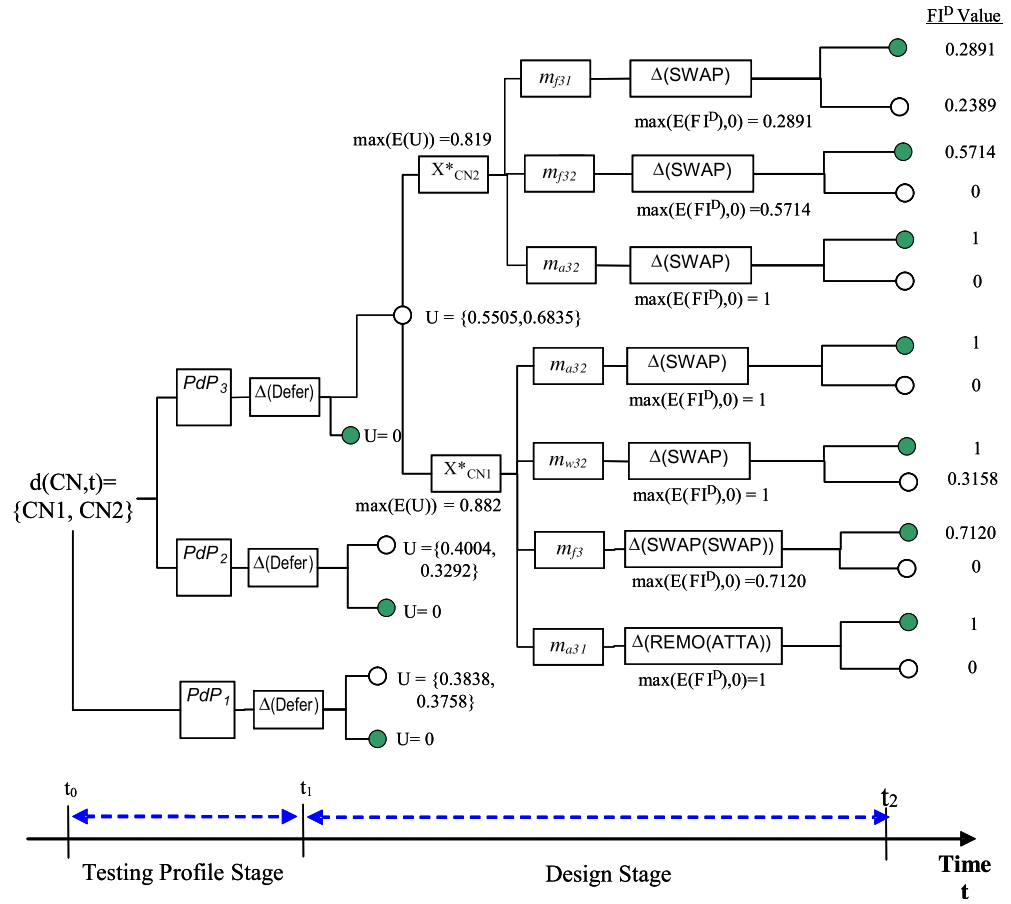 FI^D Value
m_f31
Δ(SWAP)
0.2891
0.2389
max(E(FI^D),0) = 0.2891
max(E(U)) =0.819
X*_CN2
m_f32
Δ(SWAP)
0.5714
0
max(E(FI^D),0) =0.5714
m_a32
Δ(SWAP)
1
0
max(E(FI^D),0) = 1
U = {0.5505,0.6835}
m_a32
Δ(SWAP)
1
0
max(E(FI^D),0) = 1
PdP_3
Δ(Defer)
U= 0
X*_CN1
max(E(U)) = 0.882
m_w32
Δ(SWAP)
1
0.3158
max(E(FI^D),0) = 1
d(CN,t)=
{CN1, CN2}
PdP_2
Δ(Defer)
U ={0.4004,
0.3292}
U= 0
m_f3
Δ(SWAP(SWAP))
0.7120
0
max(E(FI^D),0) =0.7120
m_a31
Δ(REMO(ATTA))
1
0
max(E(FI^D),0)=1
PdP_1
Δ(Defer)
U = {0.3838,
0.3758}
U= 0
t_0
t_1
t_2
Testing Profile Stage
Design Stage
Time
t